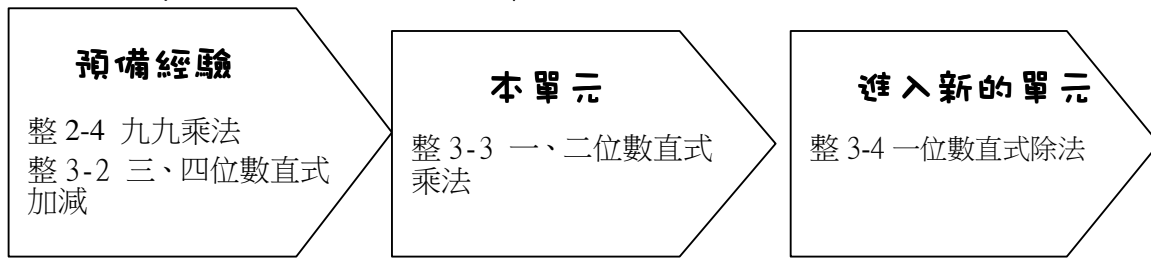 預備經驗
整 2-4 九九乘法
整 3-2 三、四位數直式
加減
本單元
整 3-3 一、二位數直式
乘法
進入新的單元
整 3-4 一位數直式除法